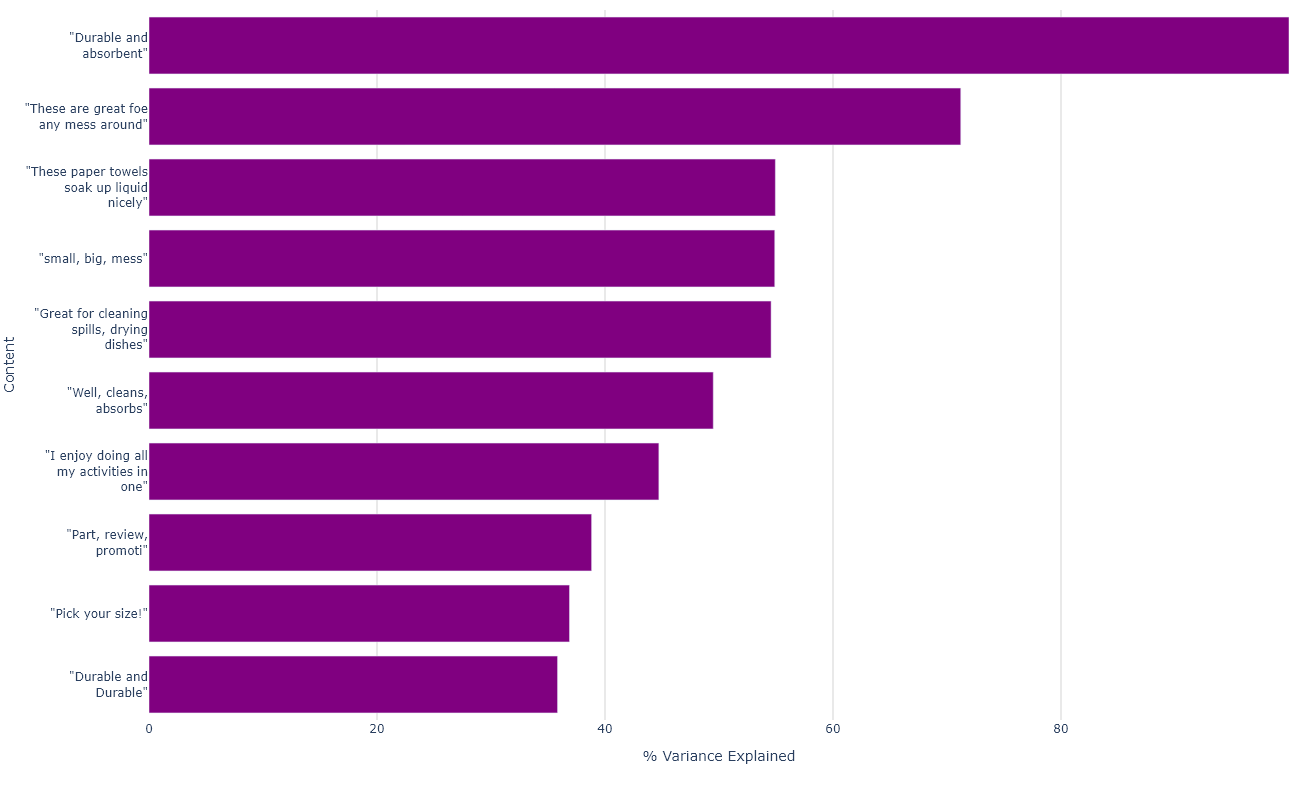 "Durable and
absorbent"
"These are great foe
any mess around"
"These paper towels
soak up liquid
nicely"
"small, big, mess"
"Great for cleaning
spills, drying
dishes"
"Well, cleans,
absorbs"
"I enjoy doing all
my activities in
one"
"Part, review,
promoti"
"Pick your size!"
"Durable and
Durable"
Content
0 20 40 60 80
% Variance Explained